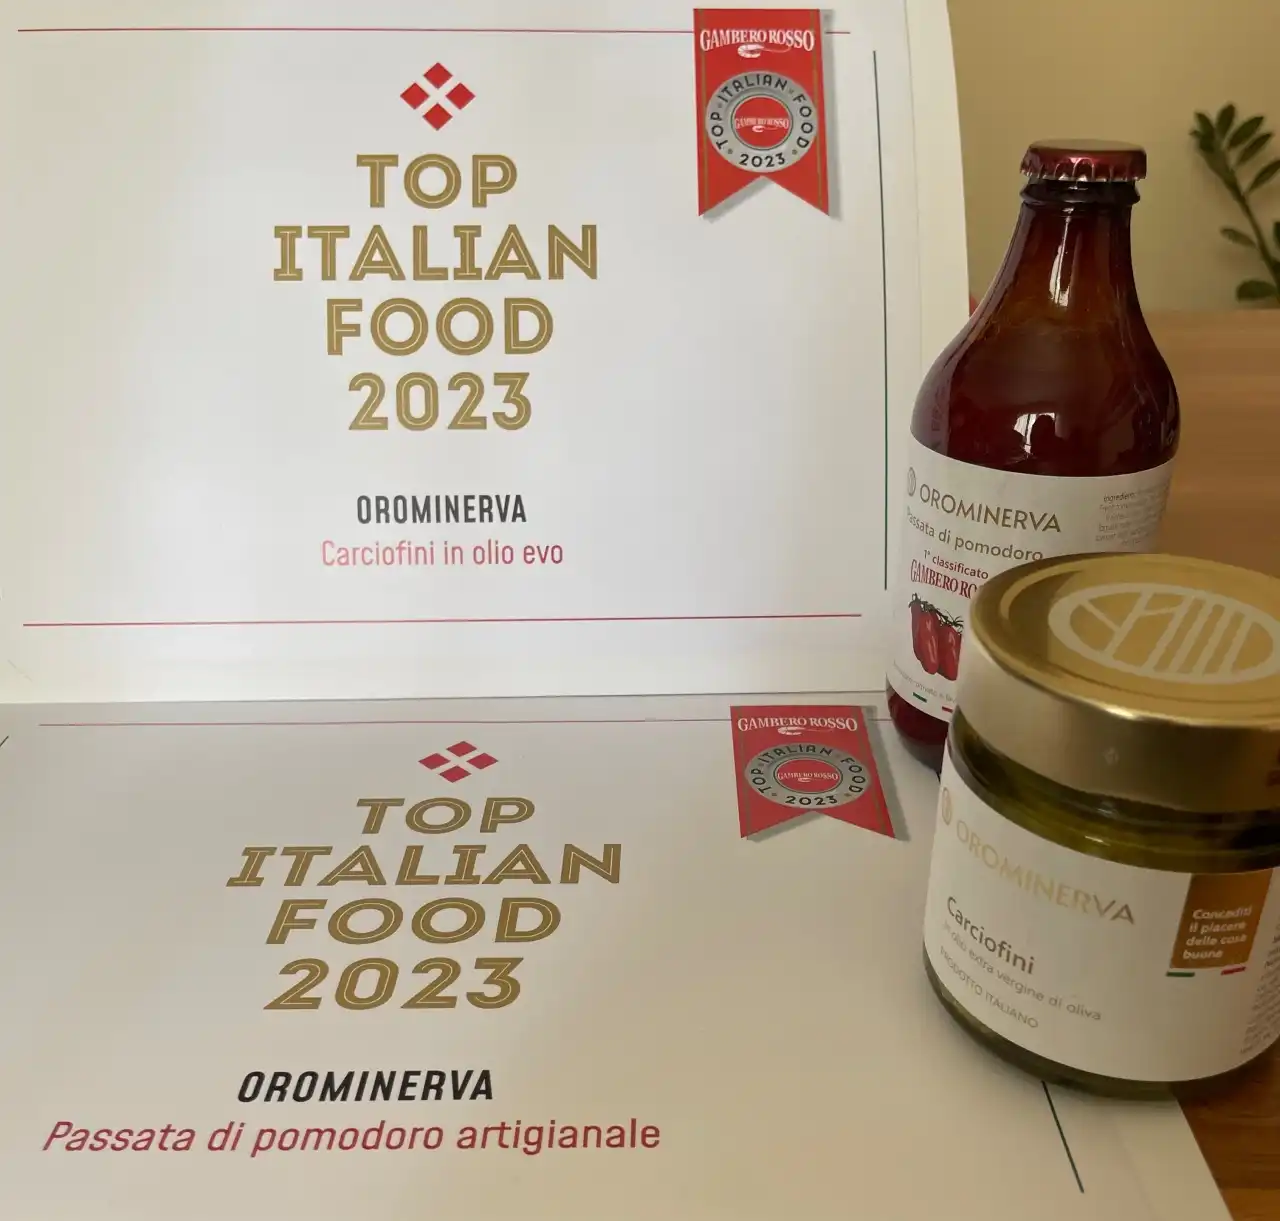 GAMBERO ROSSO
TOP ITALIAN FOOD
GAMBERO ROSSO
2023
TOP
ITALIAN
FOOD
2023
OROMINERVA
Carciofini in olio evo
GAMBERO ROSSO
TOP ITALIAN FOOD
GAMBERO ROSSO
2023
TOP
ITALIAN
FOOD
2023
OROMINERVA
Passata di pomodoro artigianale
OROMINERVA
Passata di pomodoro
1° classificato
GAMBERO
OROMINERVA
Carciofini
in olio extra vergine di oliva
PRODOTTO ITALIANO
Concediti
il piacere
delle cose
buone